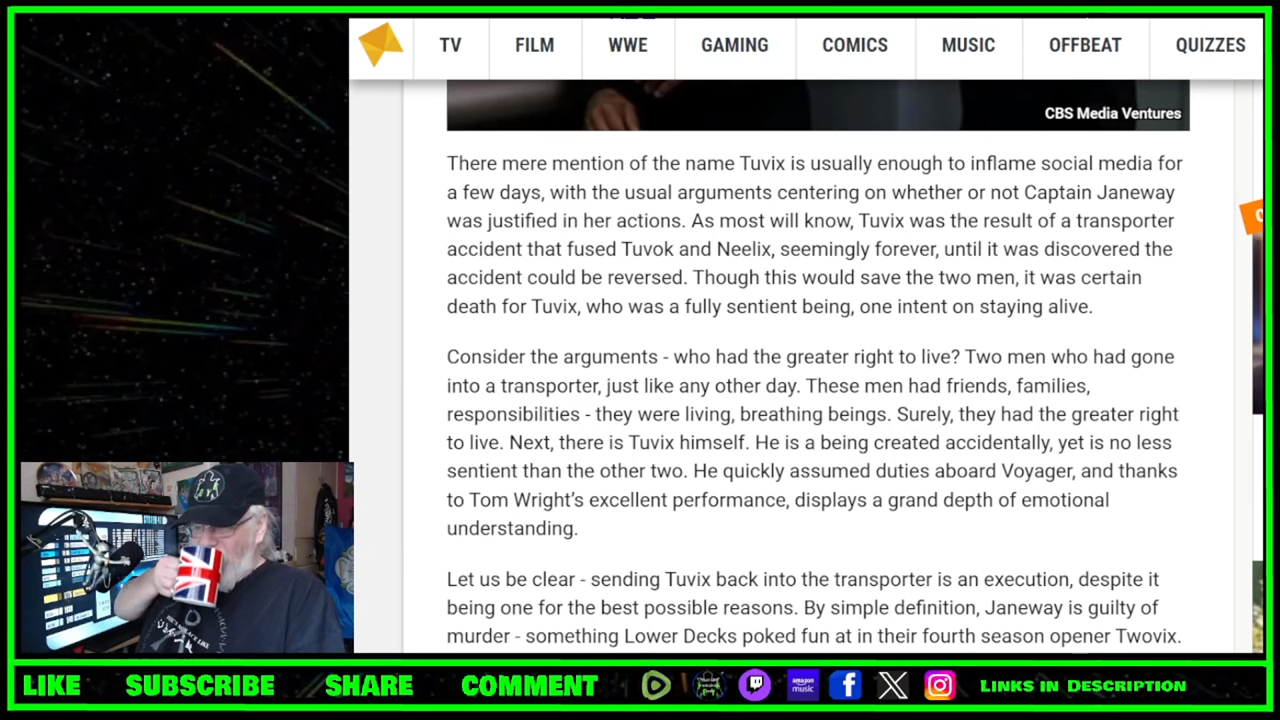 TV FILM WWE GAMING COMICS MUSIC OFFBEAT QUIZZES
CBS Media Ventures
There mere mention of the name Tuvix is usually enough to inflame social media for
a few days, with the usual arguments centering on whether or not Captain Janeway
was justified in her actions. As most will know, Tuvix was the result of a transporter
accident that fused Tuvok and Neelix, seemingly forever, until it was discovered the
accident could be reversed. Though this would save the two men, it was certain
death for Tuvix, who was a fully sentient being, one intent on staying alive.
Consider the arguments - who had the greater right to live? Two men who had gone
into a transporter, just like any other day. These men had friends, families,
responsibilities - they were living, breathing beings. Surely, they had the greater right
to live. Next, there is Tuvix himself. He is a being created accidentally, yet is no less
sentient than the other two. He quickly assumed duties aboard Voyager, and thanks
to Tom Wright's excellent performance, displays a grand depth of emotional
understanding.
Let us be clear - sending Tuvix back into the transporter is an execution, despite it
being one for the best possible reasons. By simple definition, Janeway is guilty of
murder - something Lower Decks poked fun at in their fourth season opener Twovix.
LIKE SUBSCRIBE SHARE COMMENT amazon music LINKS IN DESCRIPTION